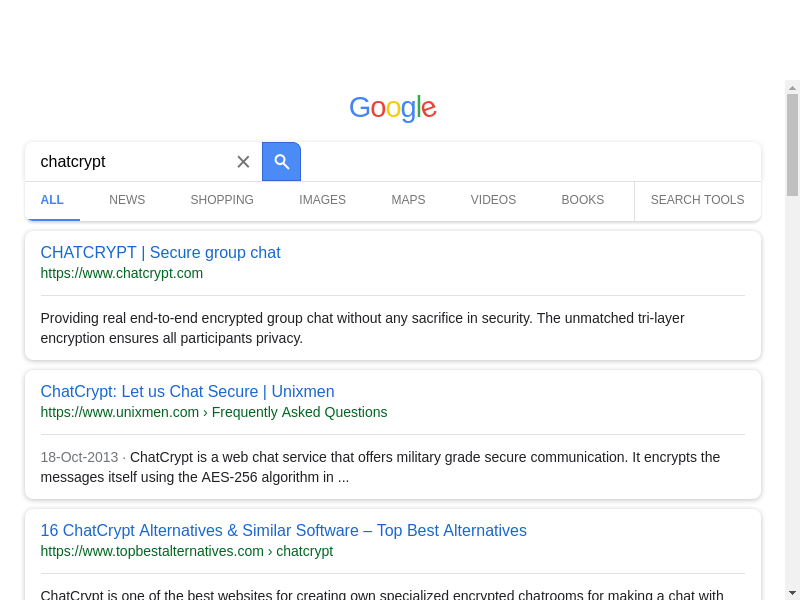 Google
chatcrypt
ALL NEWS SHOPPING IMAGES MAPS VIDEOS BOOKS SEARCH TOOLS
CHATCRYPT | Secure group chat
https://www.chatcrypt.com
Providing real end-to-end encrypted group chat without any sacrifice in security. The unmatched tri-layer
encryption ensures all participants privacy.
ChatCrypt: Let us Chat Secure | Unixmen
https://www.unixmen.com › Frequently Asked Questions
18-Oct-2013 · ChatCrypt is a web chat service that offers military grade secure communication. It encrypts the
messages itself using the AES-256 algorithm in ...
16 ChatCrypt Alternatives & Similar Software – Top Best Alternatives
https://www.topbestalternatives.com › chatcrypt
ChatCrypt is one of the best websites for creating own specialized encrypted chatrooms for making a chat with